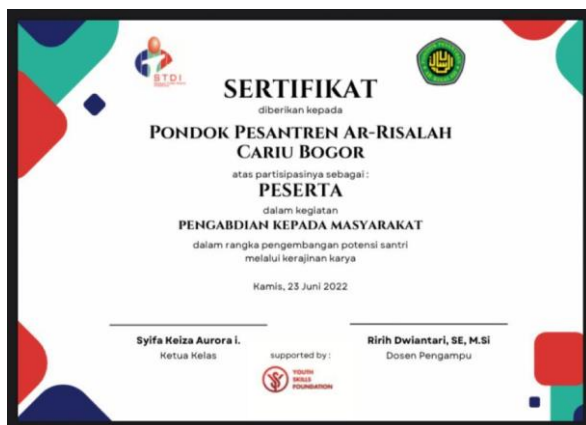 STDI
SERTIFIKAT
diberikan kepada
PONDOK PESANTREN AR-RISALAH
CARIU BOGOR
atas partisipasinya sebagai :
PESERTA
dalam kegiatan
PENGABDIAN KEPADA MASYARAKAT
dalam rangka pengembangan potensi santri
melalui kerajinan karya
Kamis, 23 Juni 2022
Syifa Keiza Aurora i.
Ketua Kelas
Ririh Dwiantari, SE, M.Si
Dosen Pengampu
supported by :
YOUTH
SKILLS
FOUNDATION